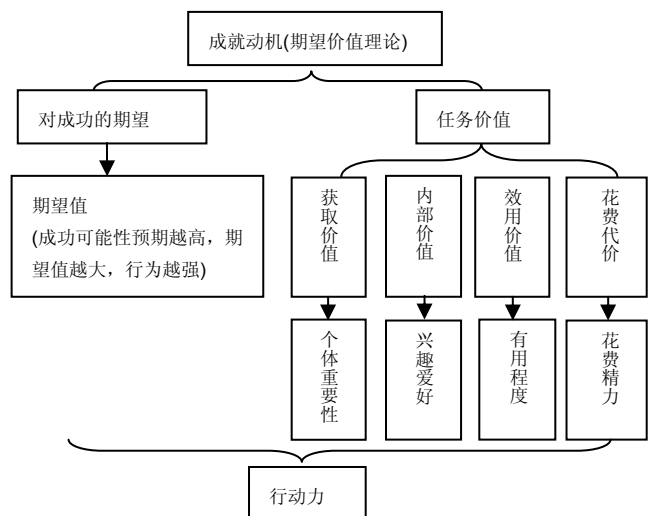 成就动机(期望价值理论)
对成功的期望
任务价值
期望值
(成功可能性预期越高，期
望值越大，行为越强)
获取价值
内部价值
效用价值
花费代价
个体重要性
兴趣爱好
有用程度
花费精力
行动力